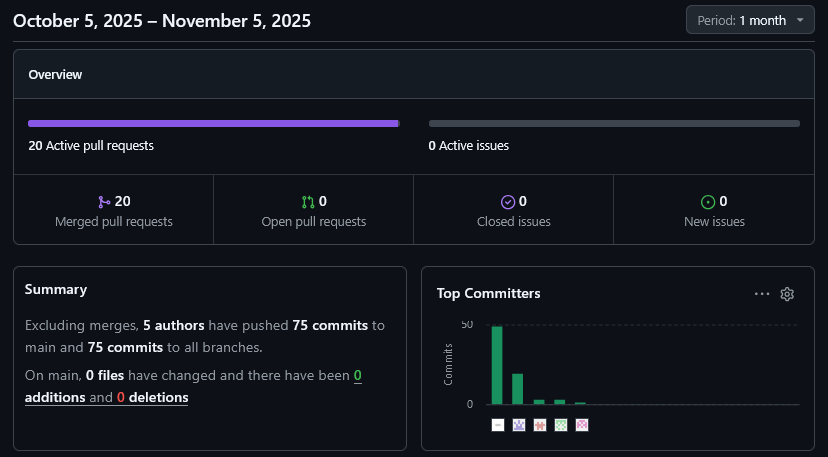 October 5, 2025 – November 5, 2025
Period: 1 month
Overview
20 Active pull requests
0 Active issues
20
Merged pull requests
0
Open pull requests
0
Closed issues
0
New issues
Summary
Excluding merges, 5 authors have pushed 75 commits to
main and 75 commits to all branches.
On main, 0 files have changed and there have been 0
additions and 0 deletions
Top Committers
50
Commits
0